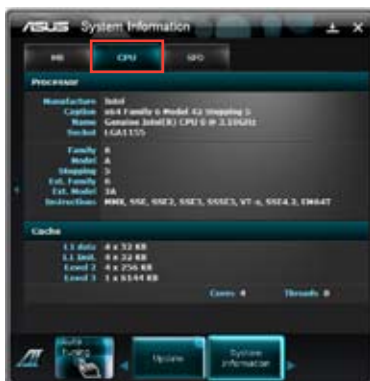 ASUS System Information
MB CPU SPD
Processor
Manufacture Intel
Caption x64 Family 6 Model 42 Stepping 5
Name Genuine Intel(R) CPU 0 @ 3.10GHz
Socket LGA1155
Family 6
Model A
Stepping 5
Ext. Family 6
Ext. Model 2A
Instructions MMX, SSE, SSE2, SSE3, SSSE3, VT-x, SSE4.2, EM64T
Cache
L1 data 4 x 32 KB
L1 Inst. 4 x 32 KB
Level 2 4 x 256 KB
Level 3 1 x 6144 KB
Cores 4 Threads
Auto
Tuning
Update
System
Information